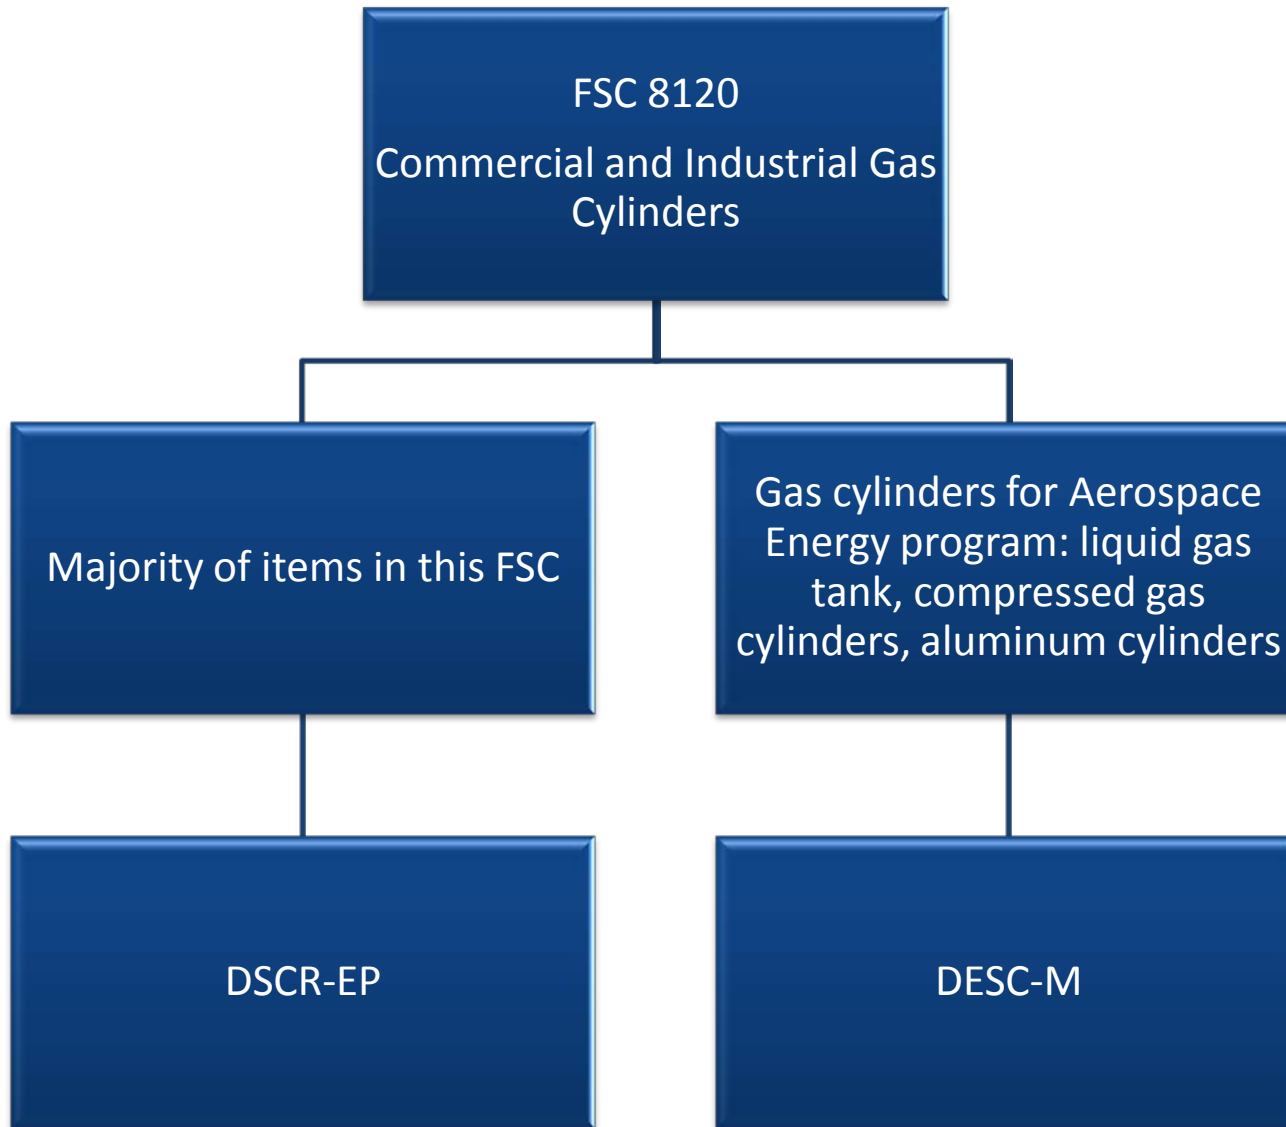 FSC 8120
Commercial and Industrial Gas
Cylinders
Majority of items in this FSC
Gas cylinders for Aerospace
Energy program: liquid gas
tank, compressed gas
cylinders, aluminum cylinders
DSCR-EP
DESC-M